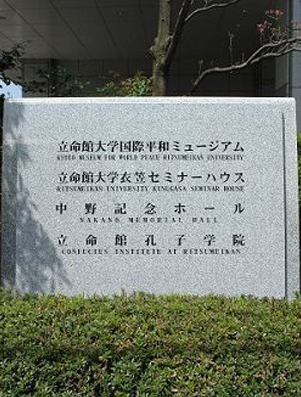 立命館大学国際平和ミュージアム
KYOTO MUSEUM FOR WORLD PEACE RITSUMEIKAN UNIVERSITY
立命館大学衣笠セミナーハウス
RITSUMEIKAN UNIVERSITY KINUGASA SEMINAR HOUSE
中野記念ホール
NAKANO MEMORIAL HALL
立命館孔子学院
CONFUCIUS INSTITUTE AT RITSUMEIKAN